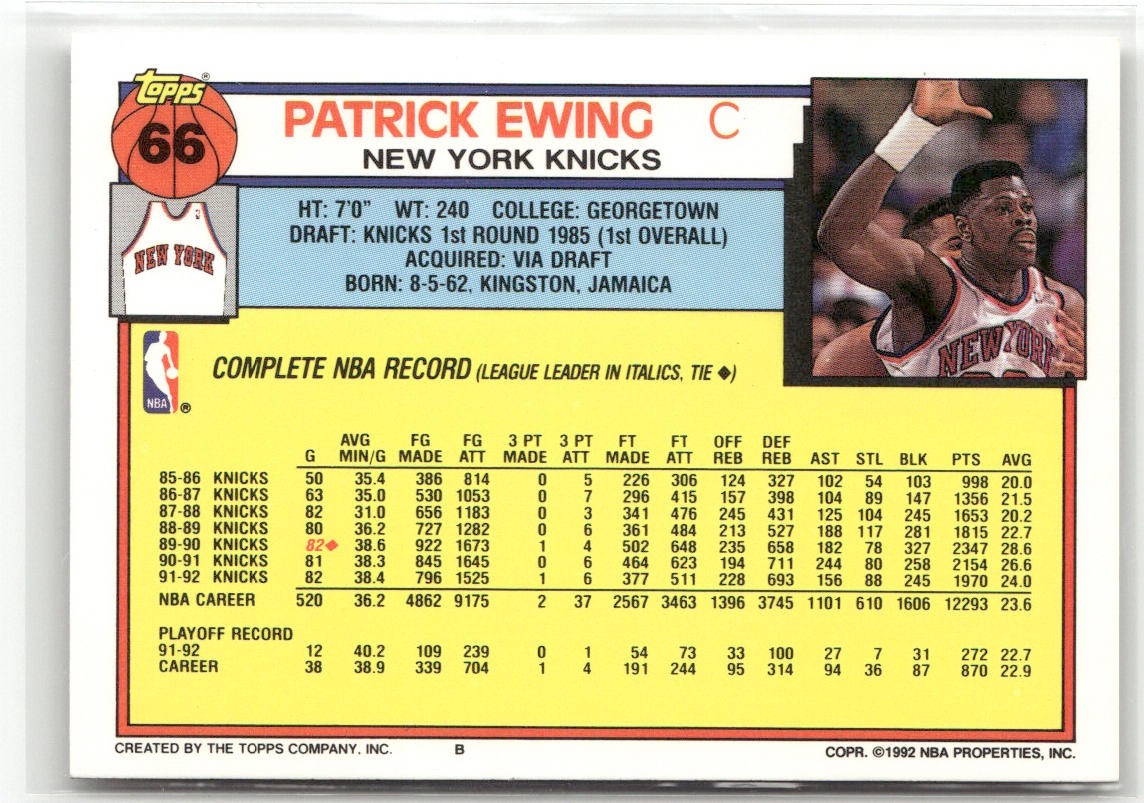 Topps®
66
PATRICK EWING C
NEW YORK KNICKS
NEW YORK
HT: 7'0" WT: 240 COLLEGE: GEORGETOWN
DRAFT: KNICKS 1st ROUND 1985 (1st OVERALL)
ACQUIRED: VIA DRAFT
BORN: 8-5-62, KINGSTON, JAMAICA
NEW YORK
NBA ®
COMPLETE NBA RECORD (LEAGUE LEADER IN ITALICS, TIE ◆)
AVG FG FG 3 PT 3 PT FT FT OFF DEF
G MIN/G MADE ATT MADE ATT MADE ATT REB REB AST STL BLK PTS AVG
85-86 KNICKS 50 35.4 386 814 0 5 226 306 124 327 102 54 103 998 20.0
86-87 KNICKS 63 35.0 530 1053 0 7 296 415 157 398 104 89 147 1356 21.5
87-88 KNICKS 82 31.0 656 1183 0 3 341 476 245 431 125 104 245 1653 20.2
88-89 KNICKS 80 36.2 727 1282 0 6 361 484 213 527 188 117 281 1815 22.7
89-90 KNICKS 82◆ 38.6 922 1673 1 4 502 648 235 658 182 78 327 2347 28.6
90-91 KNICKS 81 38.3 845 1645 0 6 464 623 194 711 244 80 258 2154 26.6
91-92 KNICKS 82 38.4 796 1525 1 6 377 511 228 693 156 88 245 1970 24.0
NBA CAREER 520 36.2 4862 9175 2 37 2567 3463 1396 3745 1101 610 1606 12293 23.6
PLAYOFF RECORD
91-92 12 40.2 109 239 0 1 54 73 33 100 27 7 31 272 22.7
CAREER 38 38.9 339 704 1 4 191 244 95 314 94 36 87 870 22.9
CREATED BY THE TOPPS COMPANY, INC. B COPR. ©1992 NBA PROPERTIES, INC.